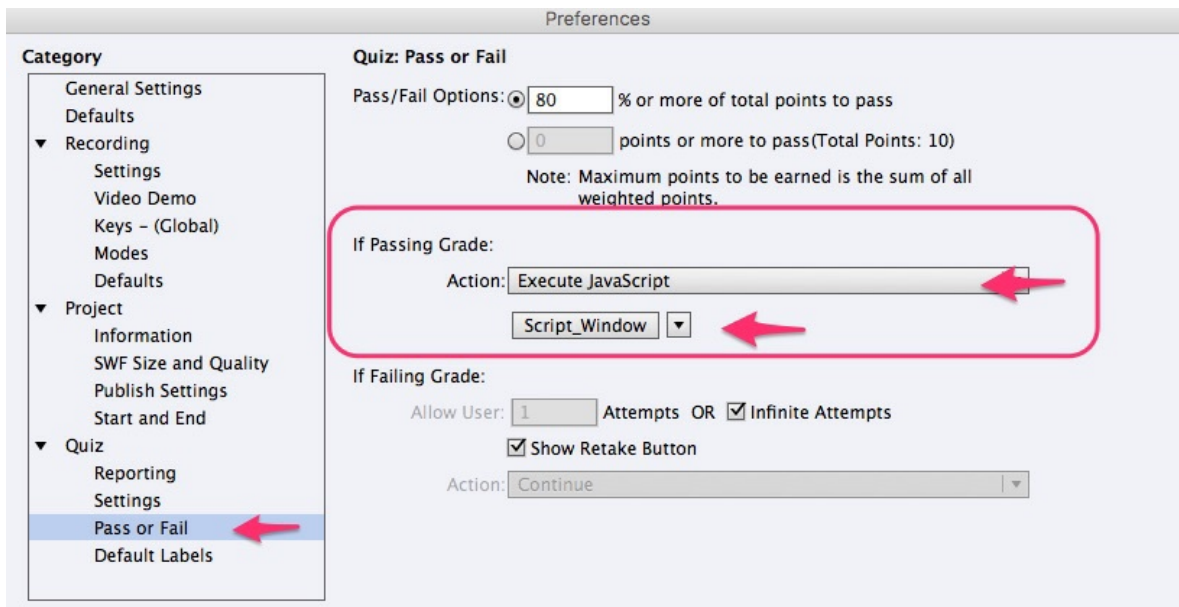 Preferences
Category
General Settings
Defaults
Recording
Settings
Video Demo
Keys - (Global)
Modes
Defaults
Project
Information
SWF Size and Quality
Publish Settings
Start and End
Quiz
Reporting
Settings
Pass or Fail
Default Labels
Quiz: Pass or Fail
Pass/Fail Options: 80 % or more of total points to pass
0 points or more to pass(Total Points: 10)
Note: Maximum points to be earned is the sum of all
weighted points.
If Passing Grade:
Action: Execute JavaScript
Script_Window
If Failing Grade:
Allow User: 1 Attempts OR Infinite Attempts
Show Retake Button
Action: Continue